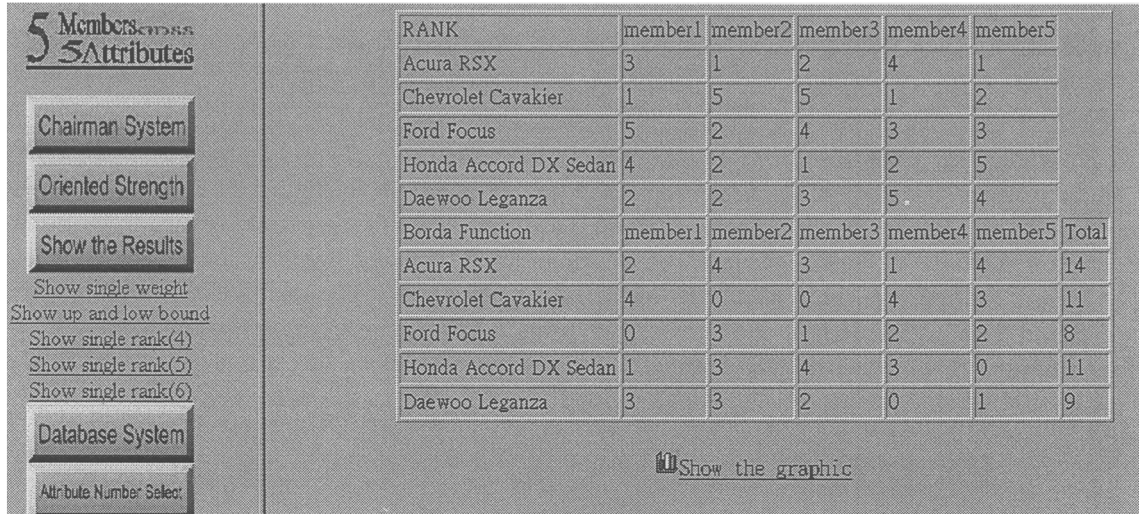 5 Members
5 Attributes
Chairman System
Oriented Strength
Show the Results
Show single weight
Show up and low bound
Show single rank(4)
Show single rank(5)
Show single rank(6)
Database System
Attribute Number Select
RANK member1 member2 member3 member4 member5
Acura RSX 3 1 2 4 1
Chevrolet Cavakier 1 5 5 1 2
Ford Focus 5 2 4 3 3
Honda Accord DX Sedan 4 2 1 2 5
Daewoo Leganza 2 2 3 5 4
Borda Function member1 member2 member3 member4 member5 Total
Acura RSX 2 4 3 1 4 14
Chevrolet Cavakier 4 0 0 4 3 11
Ford Focus 0 3 1 2 2 8
Honda Accord DX Sedan 1 3 4 3 0 11
Daewoo Leganza 3 3 2 0 1 9
Show the graphic